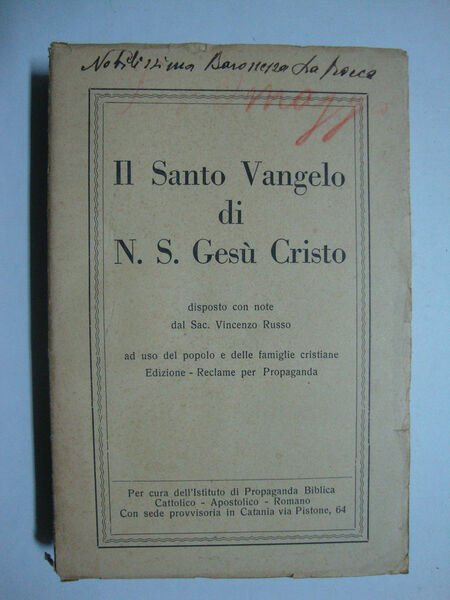 Nobilissima Baronessa La Rocca
Il Santo Vangelo
di
N. S. Gesù Cristo
disposto con note
dal Sac. Vincenzo Russo
ad uso del popolo e delle famiglie cristiane
Edizione - Reclame per Propaganda
Per cura dell'Istituto di Propaganda Biblica
Cattolico - Apostolico - Romano
Con sede provvisoria in Catania via Pistone, 64